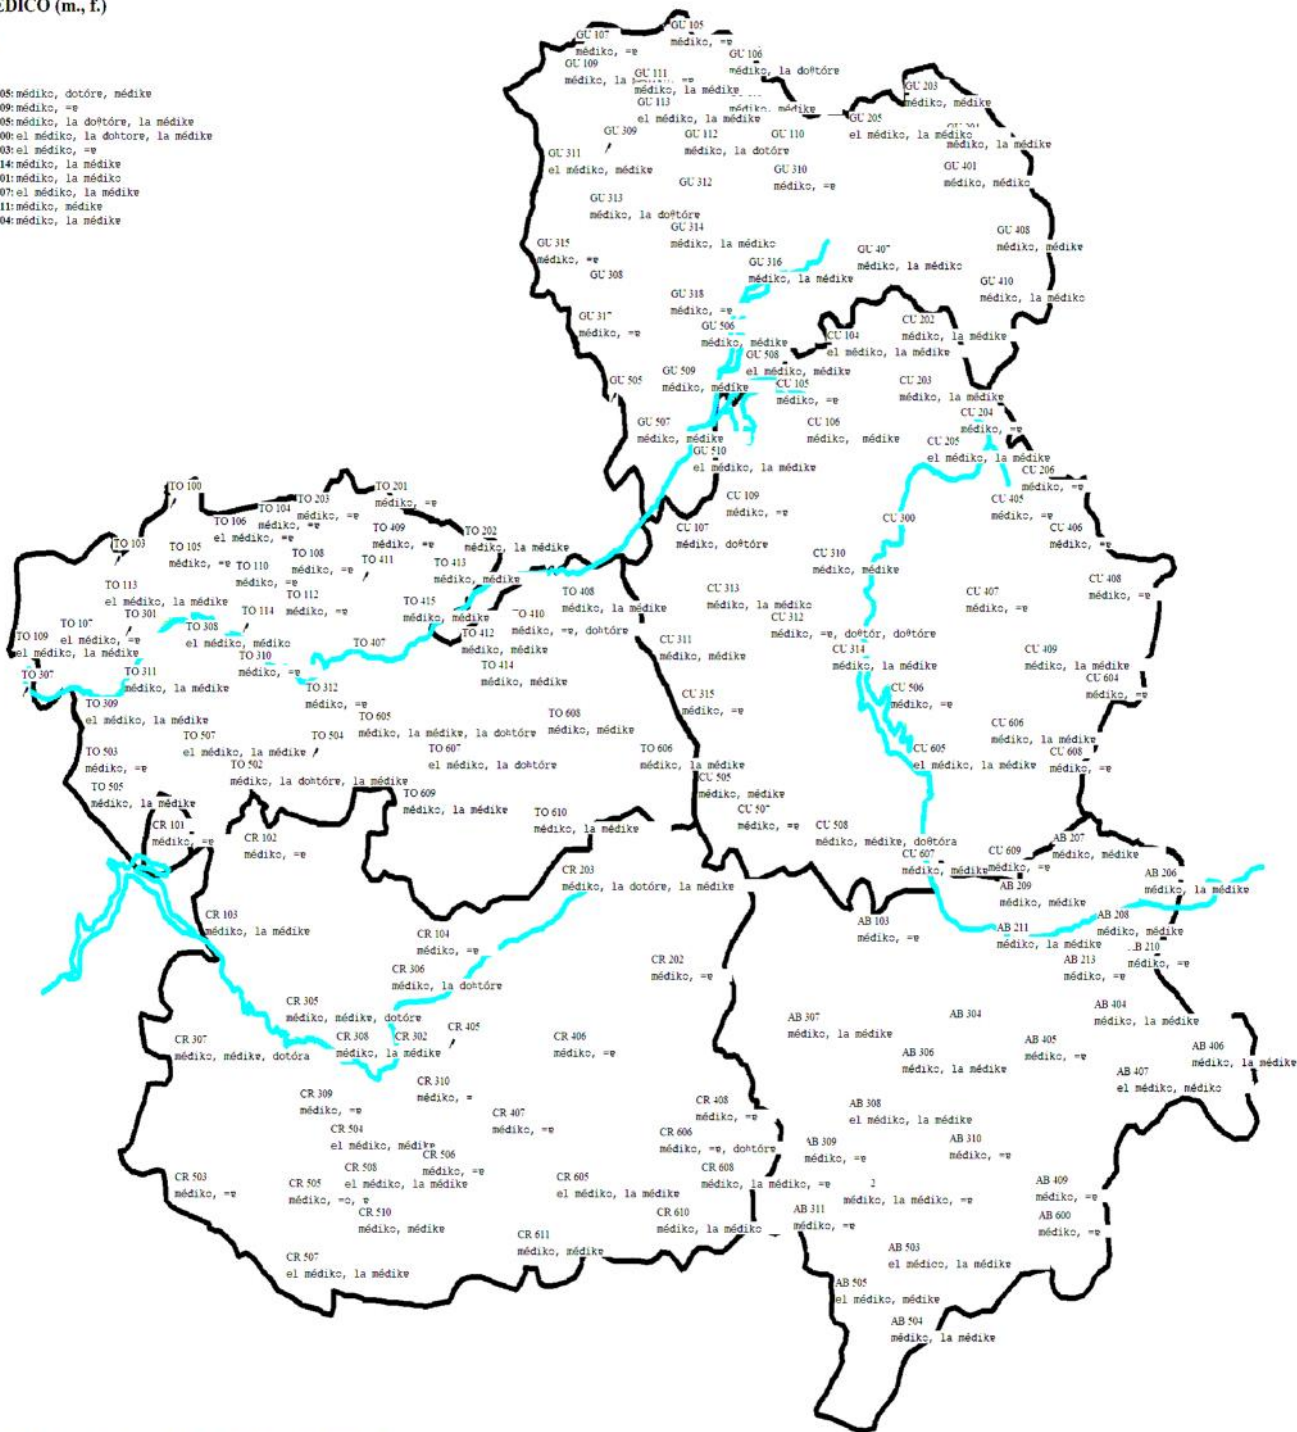 ÉDICO (m., f.)
05: médiko, dotóre, médike
09: médiko, =e
05: médiko, la doθtóre, la médike
00: el médiko, la dohtore, la médike
03: el médiko, =e
14: médiko, la médike
01: médiko, la médiko
07: el médiko, la médike
11: médiko, médike
04: médiko, la médike
GU 107
médiko, =e
GU 105
médiko, =e
GU 106
médiko, la doθtóre
GU 109
médiko, la
GU 111
médiko, la médike
GU 113
el médiko, la médike
médiko, médike
GU 203
médiko, médike
GU 205
el médiko, la médiko
médiko, la médike
GU 309
GU 112
médiko, la dotóre
GU 110
GU 311
el médiko, médike
GU 310
médiko, =e
GU 401
médiko, médiko
GU 312
GU 313
médiko, la doθtóre
GU 314
médiko, la médiko
GU 408
médiko, médike
GU 315
médiko, =e
GU 407
médiko, la médiko
GU 316
médiko, la médike
GU 308
GU 410
médiko, la médiko
GU 318
médiko, =e
GU 317
médiko, =e
GU 506
médiko, médike
CU 202
médiko, la médike
CU 104
el médiko, la médike
GU 508
el médiko, médike
GU 509
médiko, médike
GU 505
CU 105
médiko, =e
CU 203
médiko, la médike
CU 204
médiko, =e
GU 507
médiko, médike
CU 106
médiko, médike
CU 205
el médiko, la médike
GU 510
el médiko, la médike
CU 206
médiko, =e
TO 100
TO 201
médiko, =e
TO 203
médiko, =e
CU 109
médiko, =e
CU 405
médiko, =e
TO 104
médiko, =e
TO 106
el médiko, =e
CU 300
TO 409
médiko, =e
TO 202
médiko, la médike
CU 107
médiko, doθtóre
CU 406
médiko, =e
TO 103
TO 105
médiko, =e
TO 108
médiko, =e
CU 310
médiko, médike
TO 110
médiko, =e
TO 411
TO 413
médiko, médike
CU 408
médiko, =e
TO 113
el médiko, la médike
TO 112
médiko, =e
TO 408
médiko, la médike
CU 313
médiko, la médiko
CU 407
médiko, =e
TO 415
médiko, médike
TO 301
TO 114
TO 410
médiko, =e, dohtóre
CU 312
médiko, =e, doθtór, doθtóre
TO 107
el médiko, =e
TO 308
el médiko, médiko
TO 109
el médiko, la médike
TO 412
médiko, médike
CU 311
médiko, médike
TO 407
CU 314
médiko, la médike
CU 409
médiko, la médike
TO 310
médiko, =e
TO 307
TO 311
médiko, la médike
TO 414
médiko, médike
CU 604
médiko, =e
TO 312
médiko, =e
CU 506
médiko, =e
CU 315
médiko, =e
TO 309
el médiko, la médike
TO 605
médiko, la médike, la dohtóre
TO 608
médiko, médike
CU 606
médiko, la médike
TO 507
el médiko, la médike
TO 504
TO 503
médiko, =e
TO 607
el médiko, la dohtóre
TO 606
médiko, la médike
CU 605
el médiko, la médike
CU 608
médiko, =e
TO 502
médiko, la dohtóre, la médike
CU 505
médiko, médike
TO 505
médiko, la médike
TO 609
médiko, la médike
TO 610
médiko, la médike
CU 507
médiko, =e
CR 101
médiko, =e
CR 102
médiko, =e
CU 508
médiko, médike, doθtóra
AB 207
médiko, médike
CU 607
médiko, médike
CU 609
médiko, =e
CR 203
médiko, la dotóre, la médike
AB 206
médiko, la médike
AB 209
médiko, médike
CR 103
médiko, la médike
AB 103
médiko, =e
AB 208
médiko, médike
AB 211
médiko, la médike
CR 104
médiko, =e
B 210
médiko, =e
CR 202
médiko, =e
AB 213
médiko, =e
CR 306
médiko, la dohtóre
CR 305
médiko, médike, dotóre
AB 404
médiko, la médike
AB 307
médiko, la médike
AB 304
CR 405
CR 307
médiko, médike, dotóra
CR 308
médiko, la médike
CR 302
CR 406
médiko, =e
AB 405
médiko, =e
AB 406
médiko, la médike
AB 306
médiko, la médike
AB 407
el médiko, médiko
CR 310
médiko, =
CR 309
médiko, =e
CR 408
médiko, =e
AB 308
el médiko, la médike
CR 407
médiko, =e
CR 504
el médiko, médike
CR 606
médiko, =e, dohtóre
AB 309
médiko, =e
AB 310
médiko, =e
CR 506
médiko, =e
CR 508
el médiko, la médike
CR 608
médiko, la médike, =e
CR 503
médiko, =e
CR 505
médiko, =o, e
CR 605
el médiko, la médike
2
médiko, la médiko, =e
AB 409
médiko, =e
CR 510
médiko, médike
CR 610
médiko, la médiko
AB 311
médiko, =e
AB 600
médiko, =e
CR 611
médiko, médike
AB 503
el médico, la médike
CR 507
el médiko, la médike
AB 505
el médiko, médike
AB 504
médiko, la médike